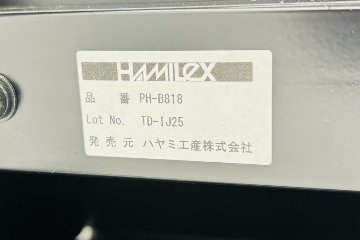 HAMILEX
品 番 PH-B818
Lot No. TD-IJ25
発 売 元 ハヤミ工産株式会社